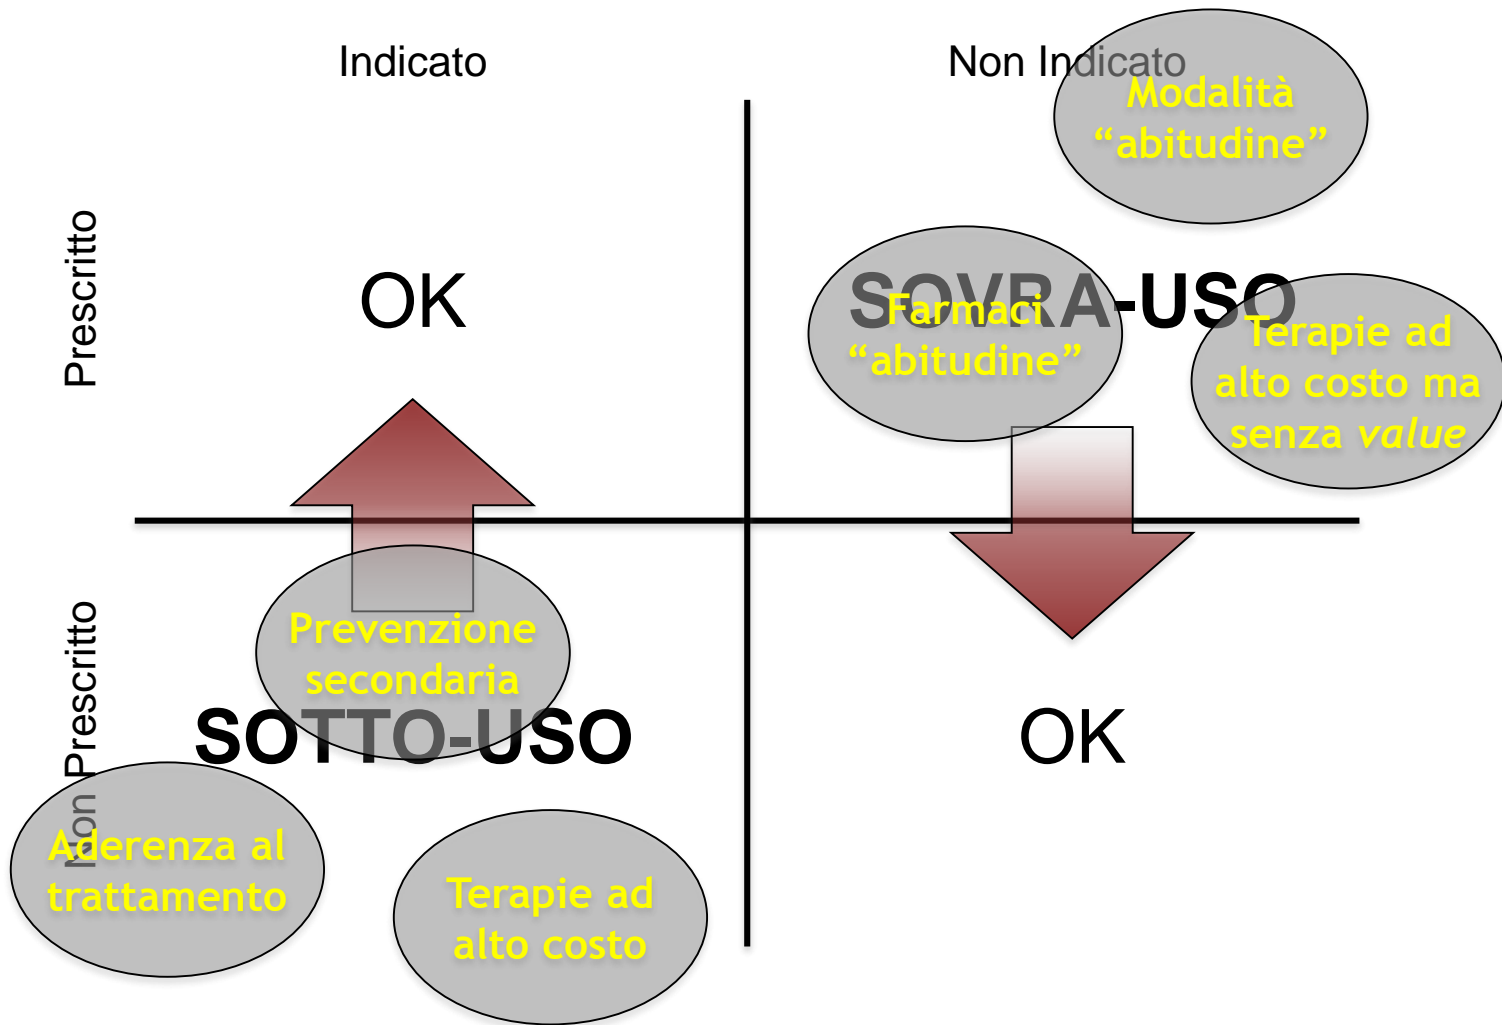 Indicato
Non Indicato
Modalità
“abitudine”
Prescritto
OK
SOVRA-USO
Farmaci
“abitudine”
Terapie ad
alto costo ma
senza value
Non Prescritto
Prevenzione
secondaria
SOTTO-USO
OK
Aderenza al
trattamento
Terapie ad
alto costo